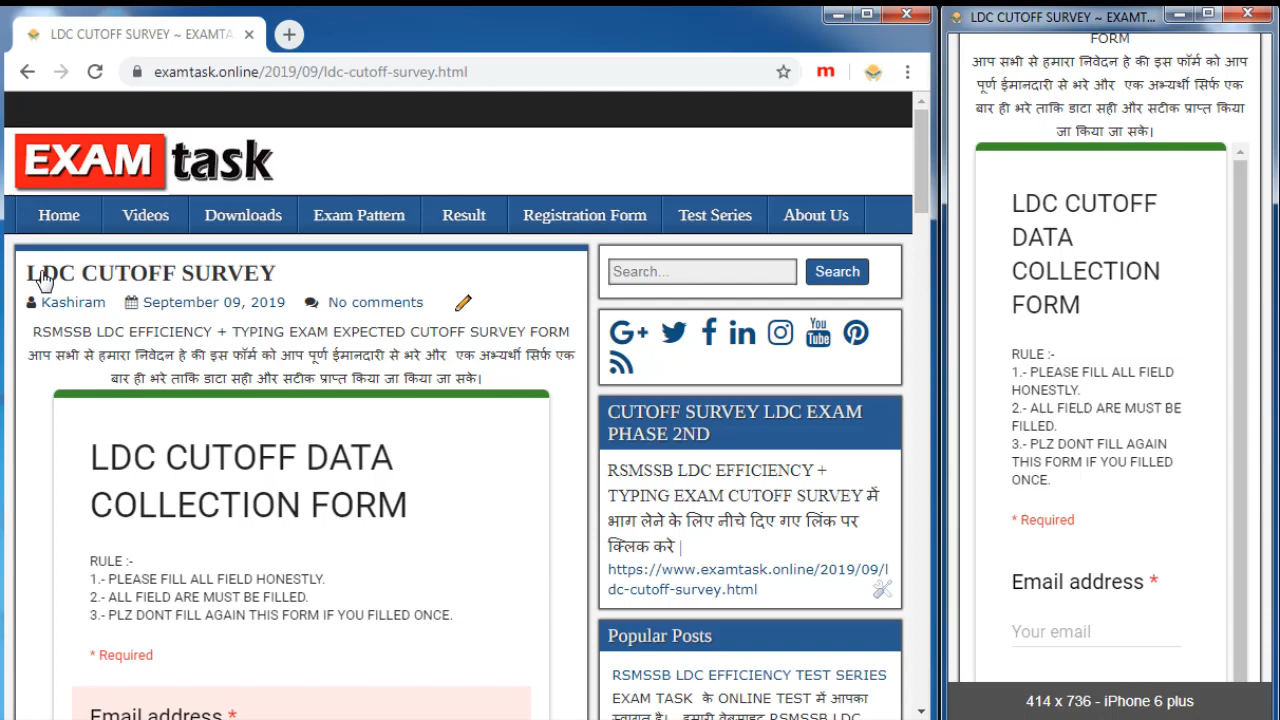 LDC CUTOFF SURVEY ~ EXAMTA
examtask.online/2019/09/ldc-cutoff-survey.html
m
EXAM task
Home Videos Downloads Exam Pattern Result Registration Form Test Series About Us
LDC CUTOFF SURVEY
Kashiram September 09, 2019 No comments
RSMSSB LDC EFFICIENCY + TYPING EXAM EXPECTED CUTOFF SURVEY FORM
आप सभी से हमारा निवेदन हे की इस फॉर्म को आप पूर्ण ईमानदारी से भरे और एक अभ्यर्थी सिर्फ एक
बार ही भरे ताकि डाटा सही और सटीक प्राप्त किया जा किया जा सके।
LDC CUTOFF DATA
COLLECTION FORM
RULE :-
1.- PLEASE FILL ALL FIELD HONESTLY.
2.- ALL FIELD ARE MUST BE FILLED.
3.- PLZ DONT FILL AGAIN THIS FORM IF YOU FILLED ONCE.
* Required
Email address *
Search...
Search
You
Tube
CUTOFF SURVEY LDC EXAM
PHASE 2ND
RSMSSB LDC EFFICIENCY +
TYPING EXAM CUTOFF SURVEY में
भाग लेने के लिए नीचे दिए गए लिंक पर
क्लिक करे |
https://www.examtask.online/2019/09/l
dc-cutoff-survey.html
Popular Posts
RSMSSB LDC EFFICIENCY TEST SERIES
EXAM TASK के ONLINE TEST में आपका
स्वागत है। हमारी वेबसाइट RSMSSB LDC
LDC CUTOFF SURVEY ~ EXAMT...
FORM
आप सभी से हमारा निवेदन हे की इस फॉर्म को आप
पूर्ण ईमानदारी से भरे और एक अभ्यर्थी सिर्फ एक
बार ही भरे ताकि डाटा सही और सटीक प्राप्त किया
जा किया जा सके।
LDC CUTOFF
DATA
COLLECTION
FORM
RULE :-
1.- PLEASE FILL ALL FIELD
HONESTLY.
2.- ALL FIELD ARE MUST BE
FILLED.
3.- PLZ DONT FILL AGAIN
THIS FORM IF YOU FILLED
ONCE.
* Required
Email address *
Your email
414 x 736 - iPhone 6 plus